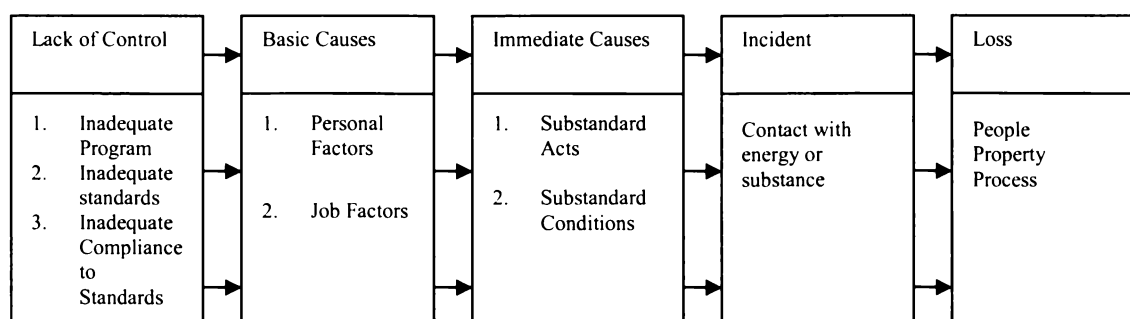 Lack of Control
1. Inadequate
Program
2. Inadequate
standards
3. Inadequate
Compliance
to
Standards
Basic Causes
1. Personal
Factors
2. Job Factors
Immediate Causes
1. Substandard
Acts
2. Substandard
Conditions
Incident
Contact with
energy or
substance
Loss
People
Property
Process